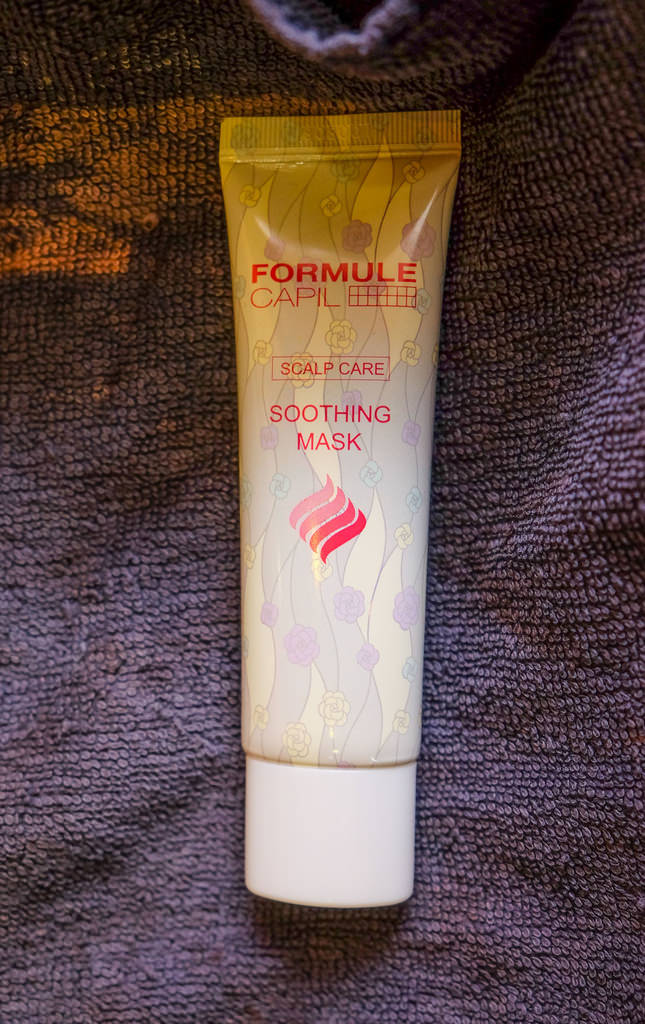 FORMULE
CAPIL
SCALP CARE
SOOTHING
MASK